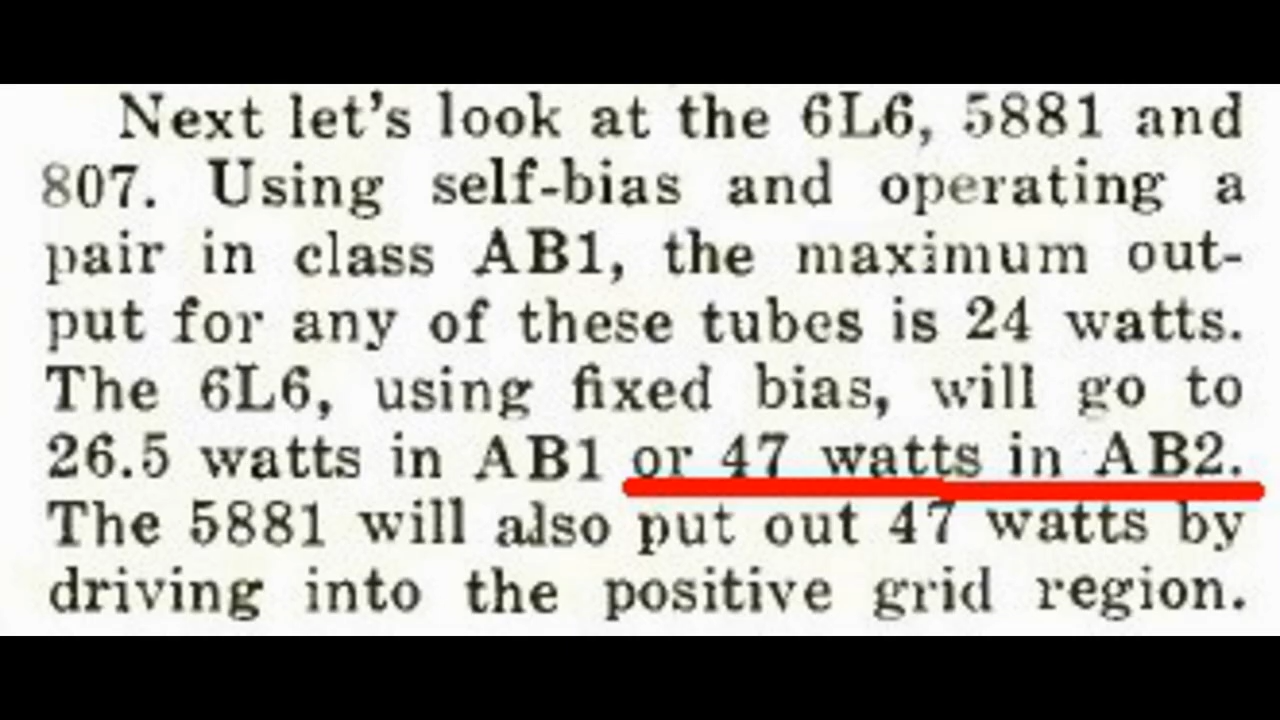 Next let's look at the 6L6, 5881 and
807. Using self-bias and operating a
pair in class AB1, the maximum out-
put for any of these tubes is 24 watts.
The 6L6, using fixed bias, will go to
26.5 watts in AB1 or 47 watts in AB2.
The 5881 will also put out 47 watts by
driving into the positive grid region.